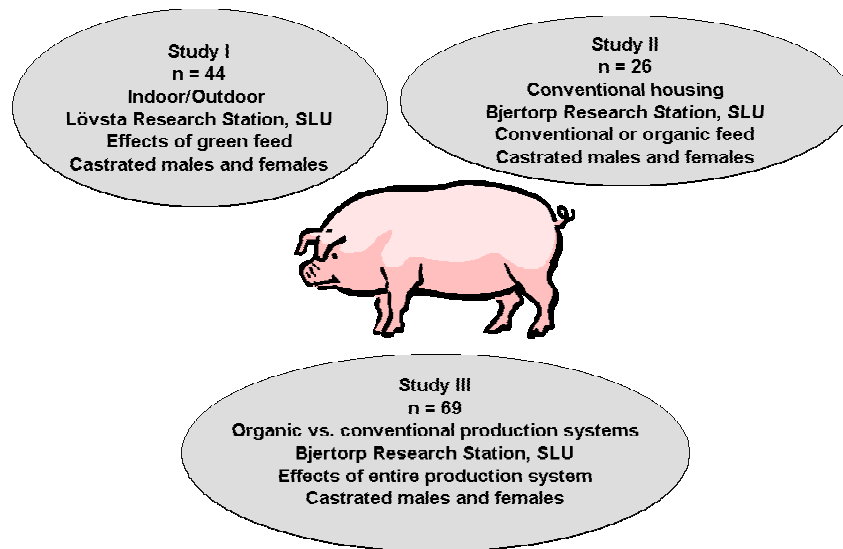 Study I
n = 44
Indoor/Outdoor
Lövsta Research Station, SLU
Effects of green feed
Castrated males and females
Study II
n = 26
Conventional housing
Bjertorp Research Station, SLU
Conventional or organic feed
Castrated males and females
Study III
n = 69
Organic vs. conventional production systems
Bjertorp Research Station, SLU
Effects of entire production system
Castrated males and females